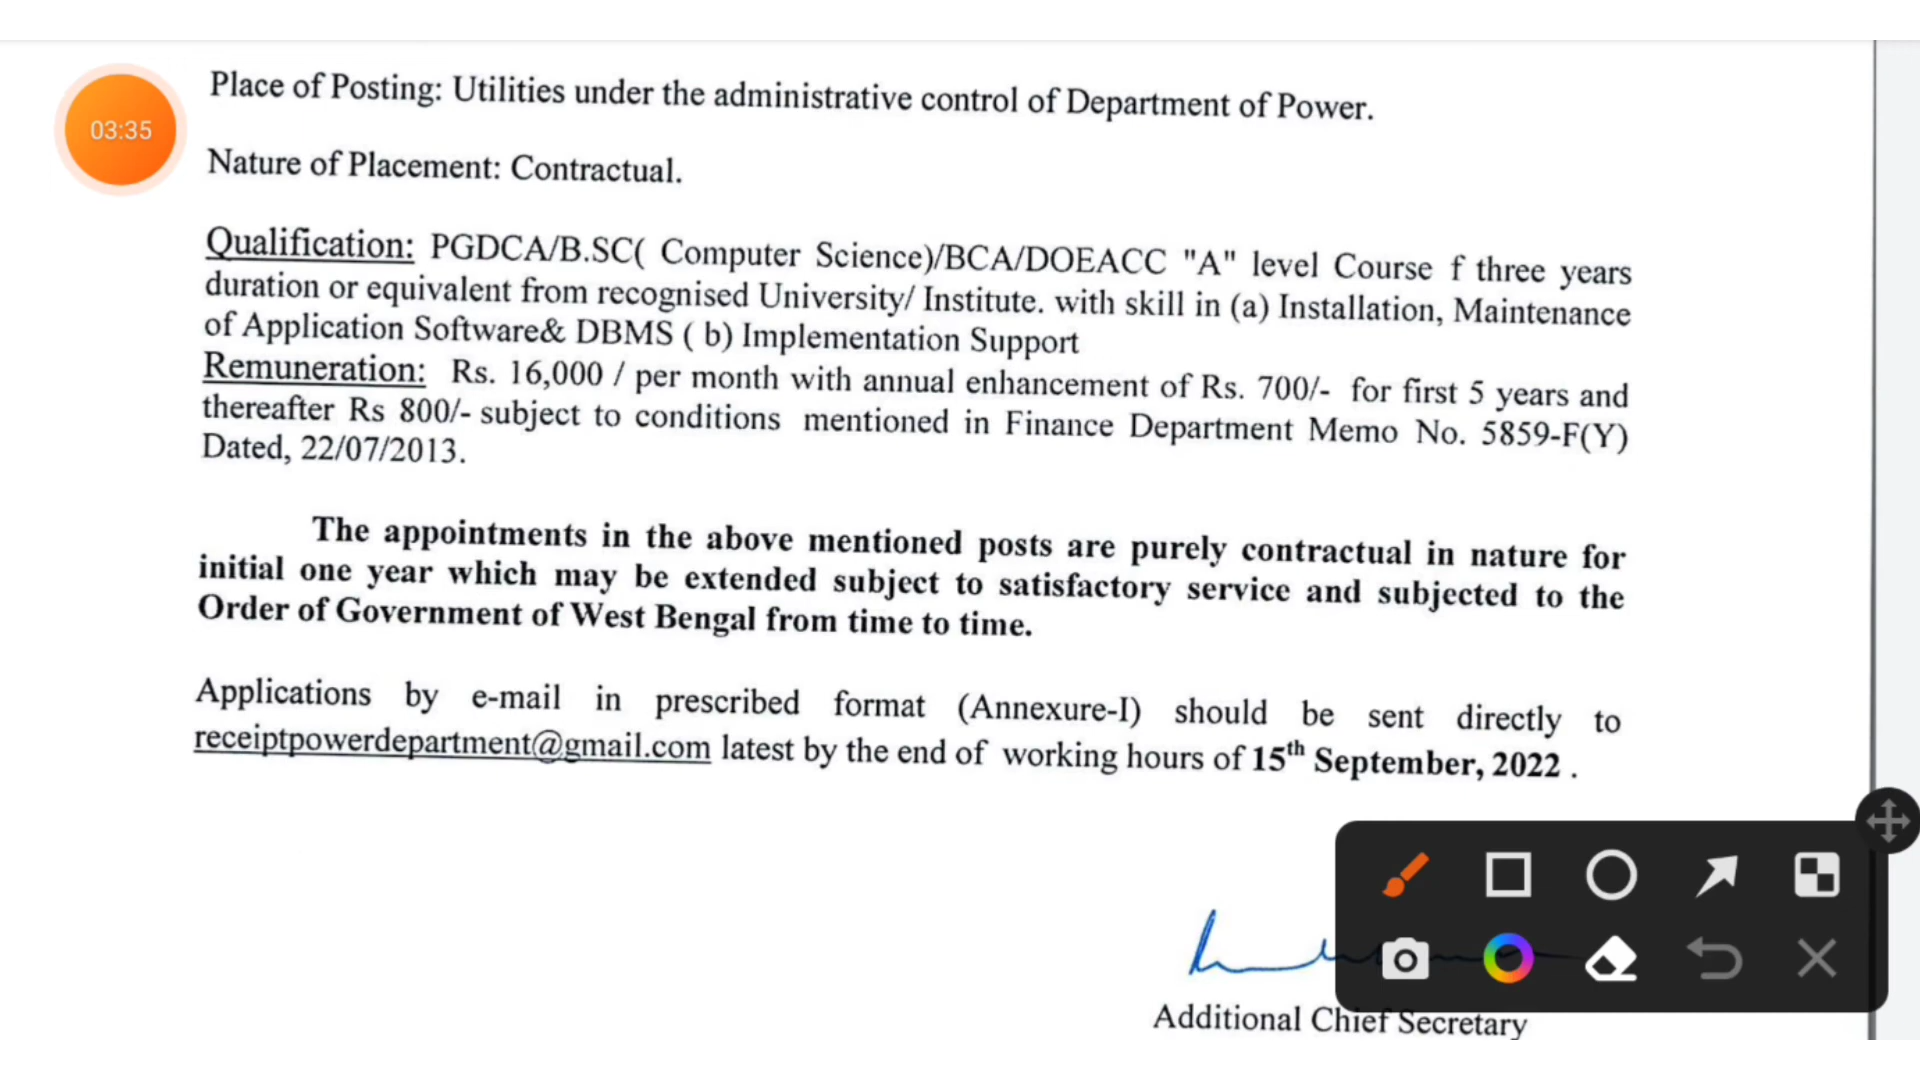 03:35
Place of Posting: Utilities under the administrative control of Department of Power.
Nature of Placement: Contractual.
Qualification: PGDCA/B.SC( Computer Science)/BCA/DOEACC "A" level Course f three years
duration or equivalent from recognised University/ Institute. with skill in (a) Installation, Maintenance
of Application Software& DBMS ( b) Implementation Support
Remuneration: Rs. 16,000 / per month with annual enhancement of Rs. 700/- for first 5 years and
thereafter Rs 800/- subject to conditions mentioned in Finance Department Memo No. 5859-F(Y)
Dated, 22/07/2013.
The appointments in the above mentioned posts are purely contractual in nature for
initial one year which may be extended subject to satisfactory service and subjected to the
Order of Government of West Bengal from time to time.
Applications by e-mail in prescribed format (Annexure-I) should be sent directly to
receiptpowerdepartment@gmail.com latest by the end of working hours of 15th September, 2022 .
Additional Chief Secretary